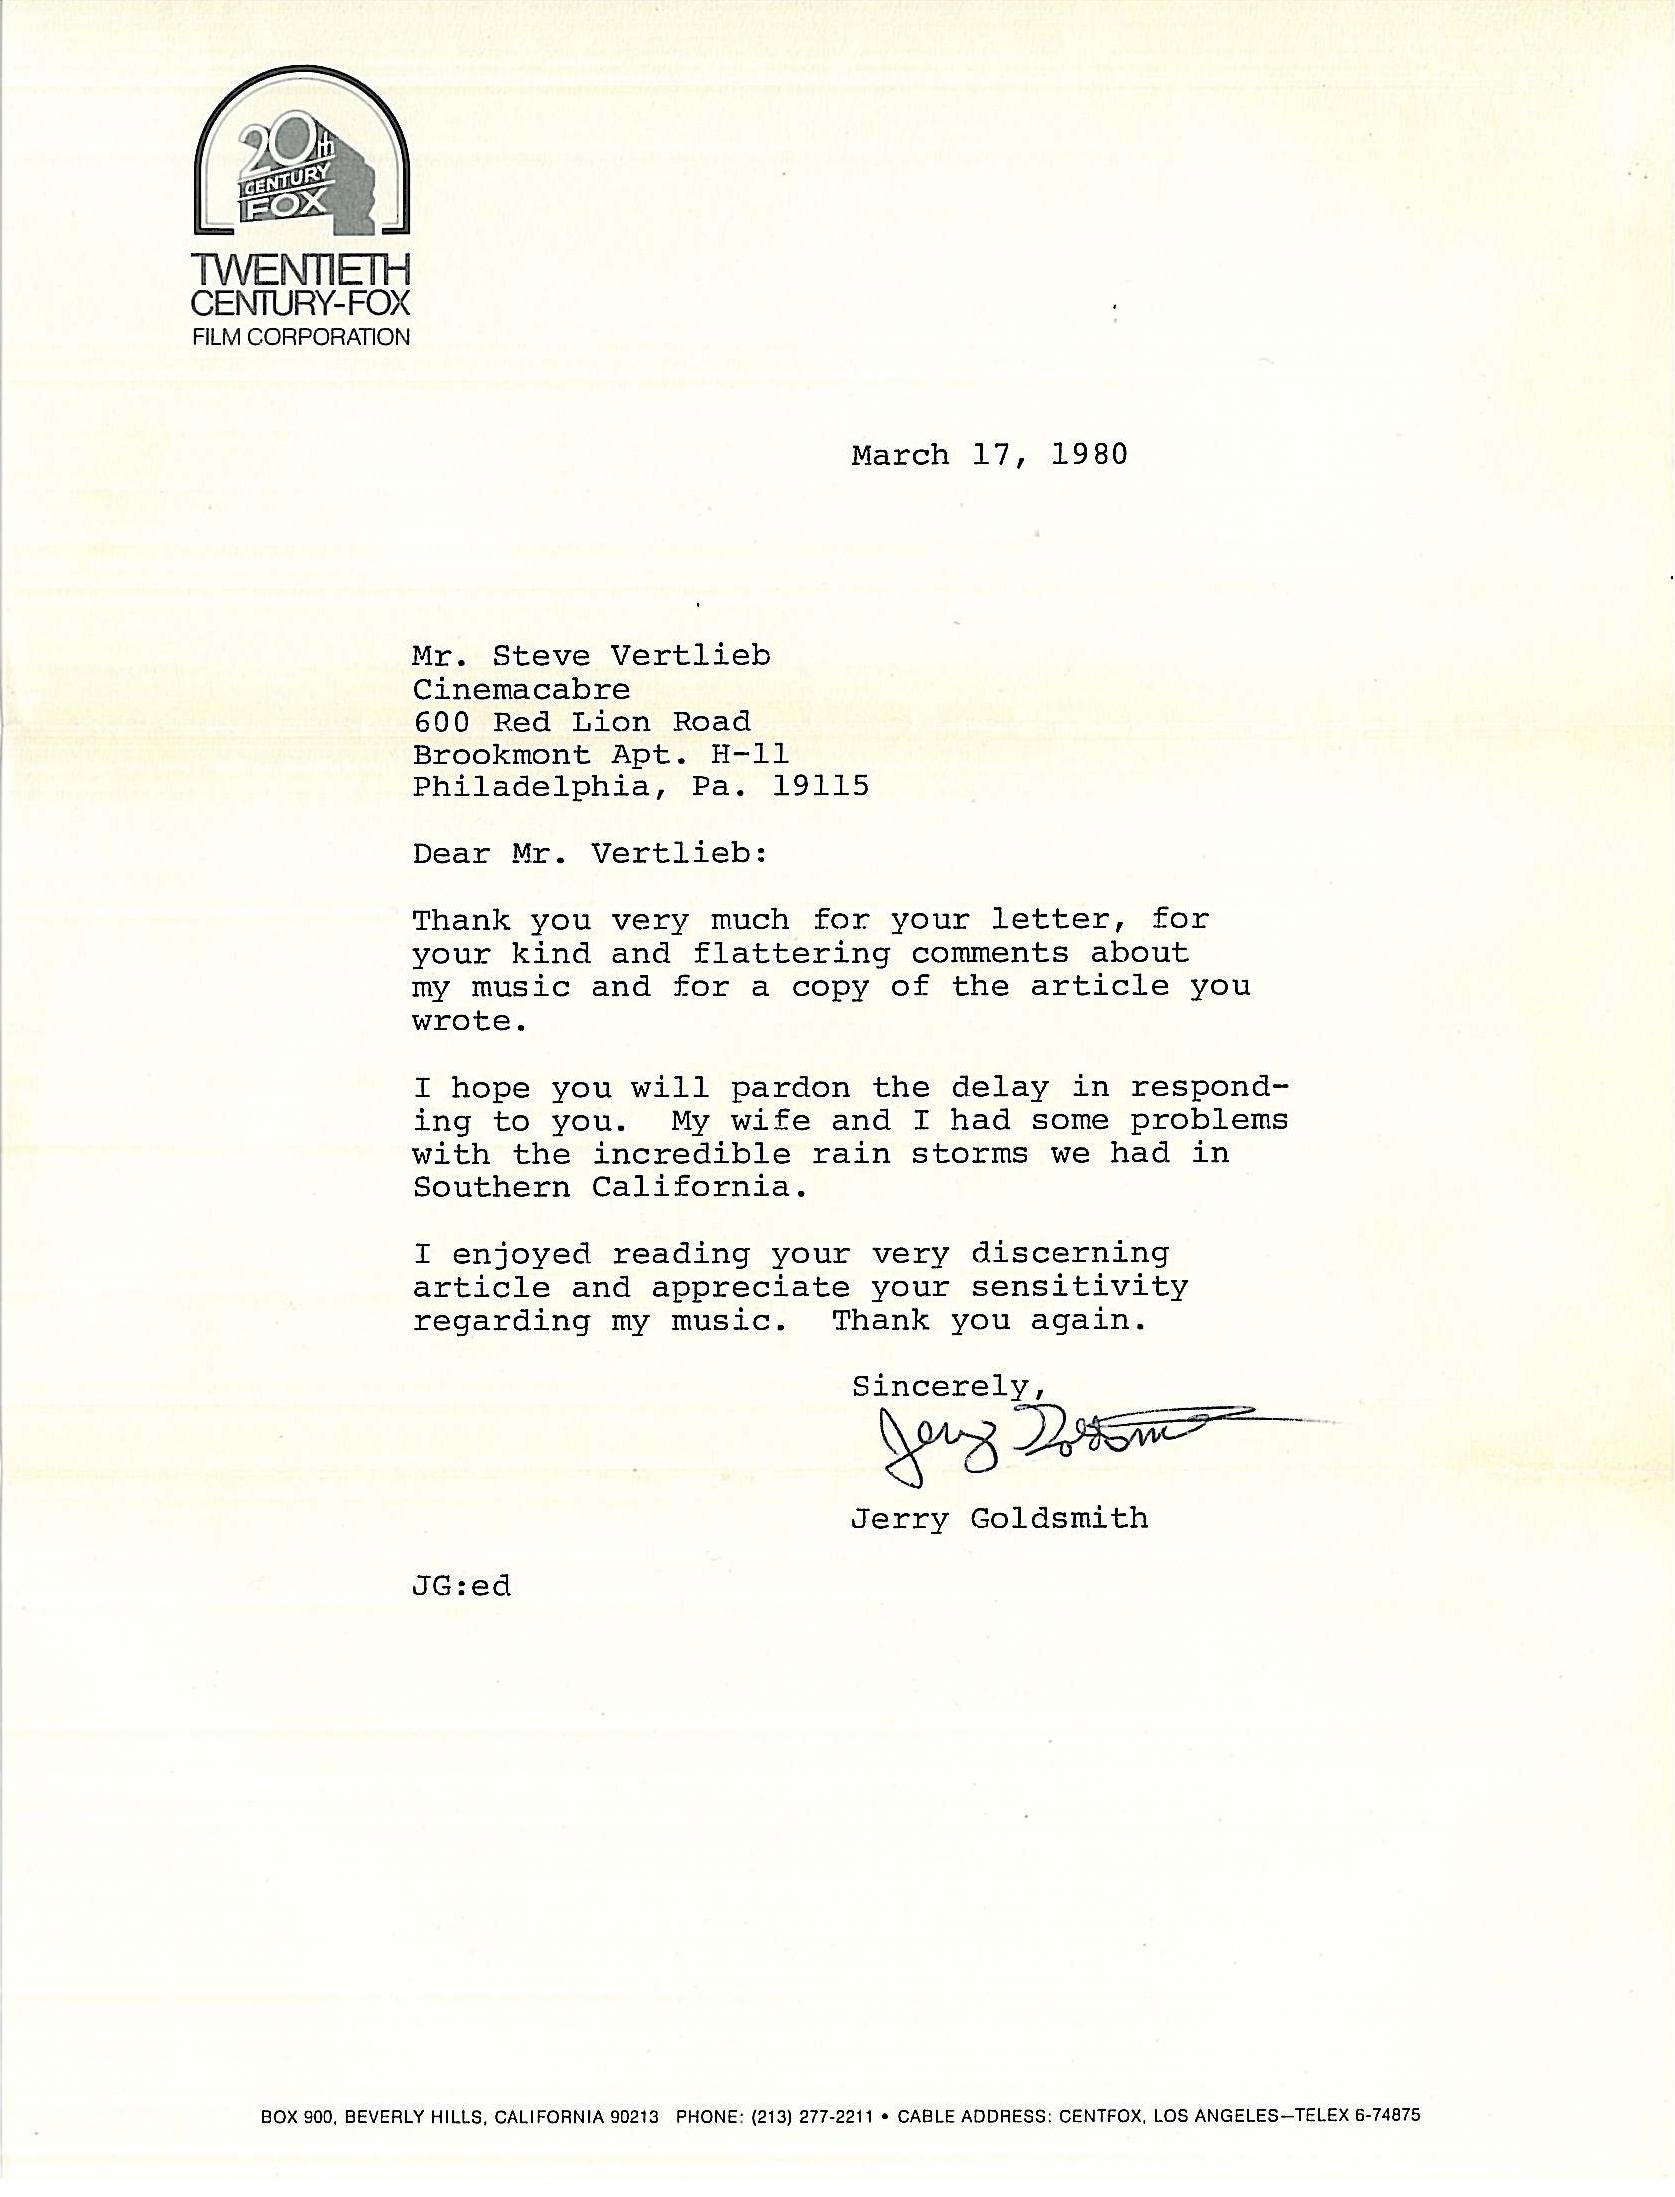 20th
CENTURY
FOX
TWENTIETH
CENTURY-FOX
FILM CORPORATION
March 17, 1980
Mr. Steve Vertlieb
Cinemacabre
600 Red Lion Road
Brookmont Apt. H-11
Philadelphia, Pa. 19115
Dear Mr. Vertlieb:
Thank you very much for your letter, for
your kind and flattering comments about
my music and for a copy of the article you
wrote.
I hope you will pardon the delay in respond-
ing to you. My wife and I had some problems
with the incredible rain storms we had in
Southern California.
I enjoyed reading your very discerning
article and appreciate your sensitivity
regarding my music. Thank you again.
Sincerely,
Jerry Goldsmith
Jerry Goldsmith
JG:ed
BOX 900, BEVERLY HILLS, CALIFORNIA 90213 PHONE: (213) 277-2211 • CABLE ADDRESS: CENTFOX, LOS ANGELES—TELEX 6-74875